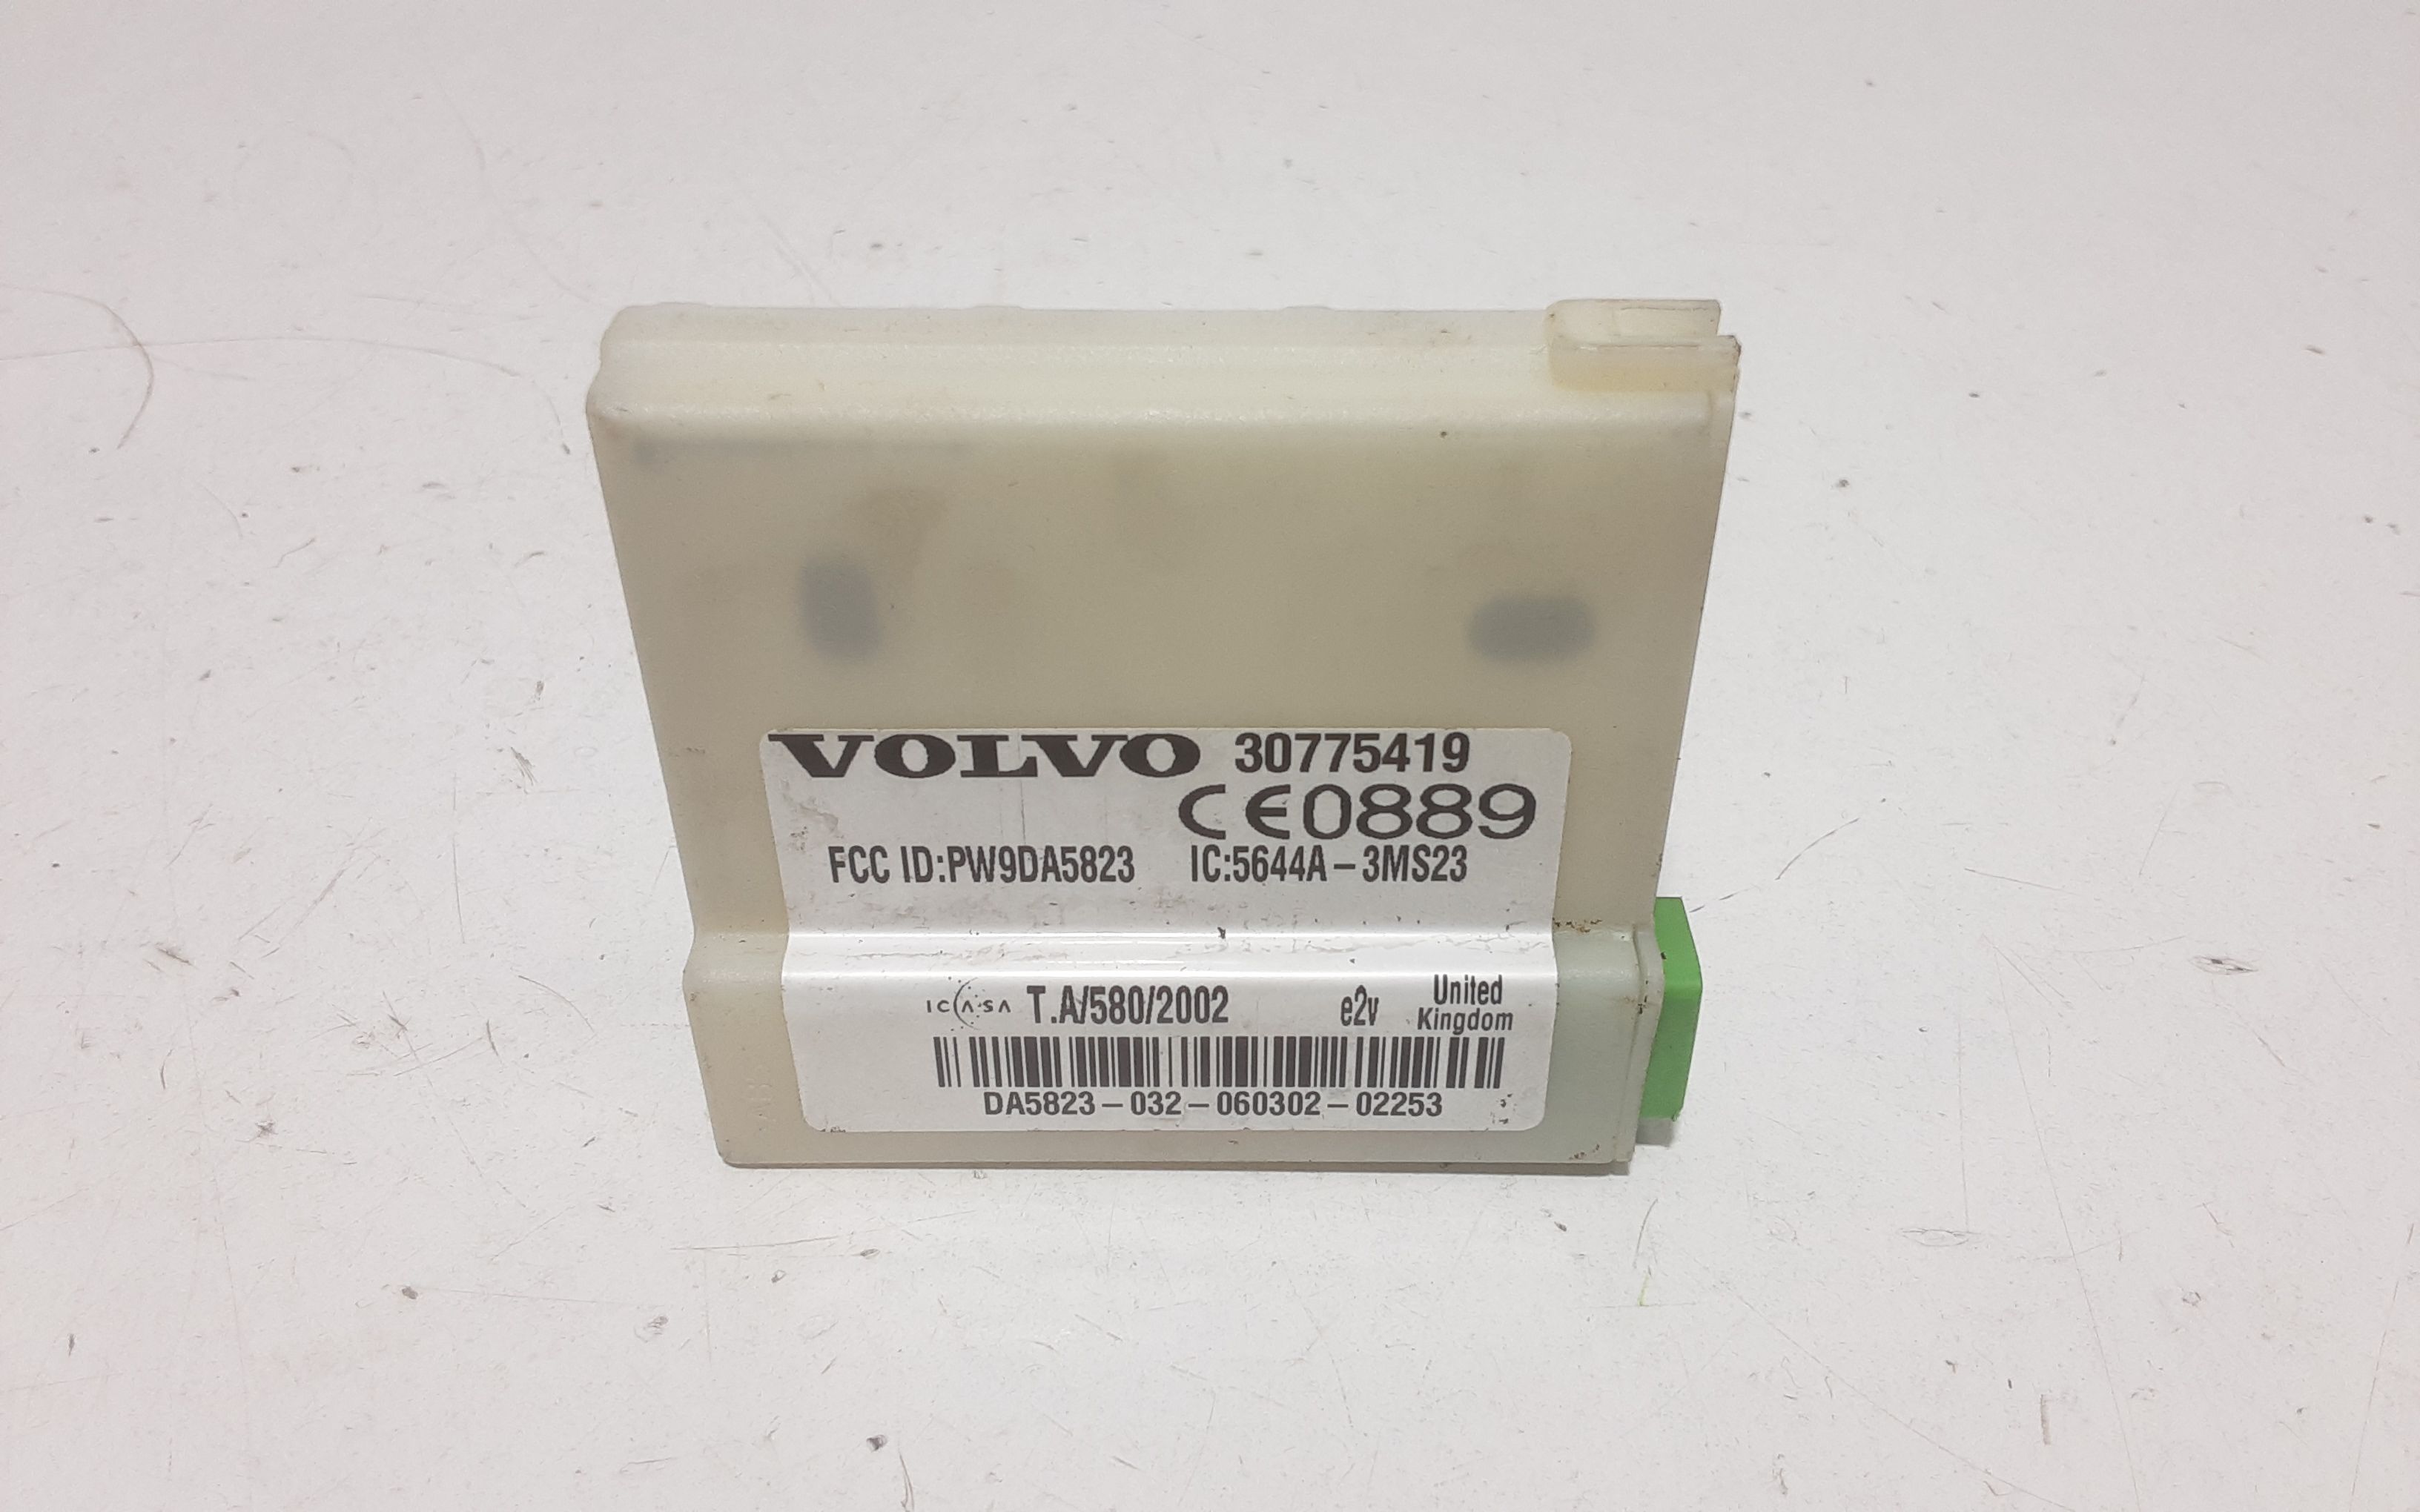 VOLVO 30775419
CE0889
FCC ID:PW9DA5823 IC:5644A-3MS23
ICASA T.A/580/2002 e2v United Kingdom
DA5823-032-060302-02253